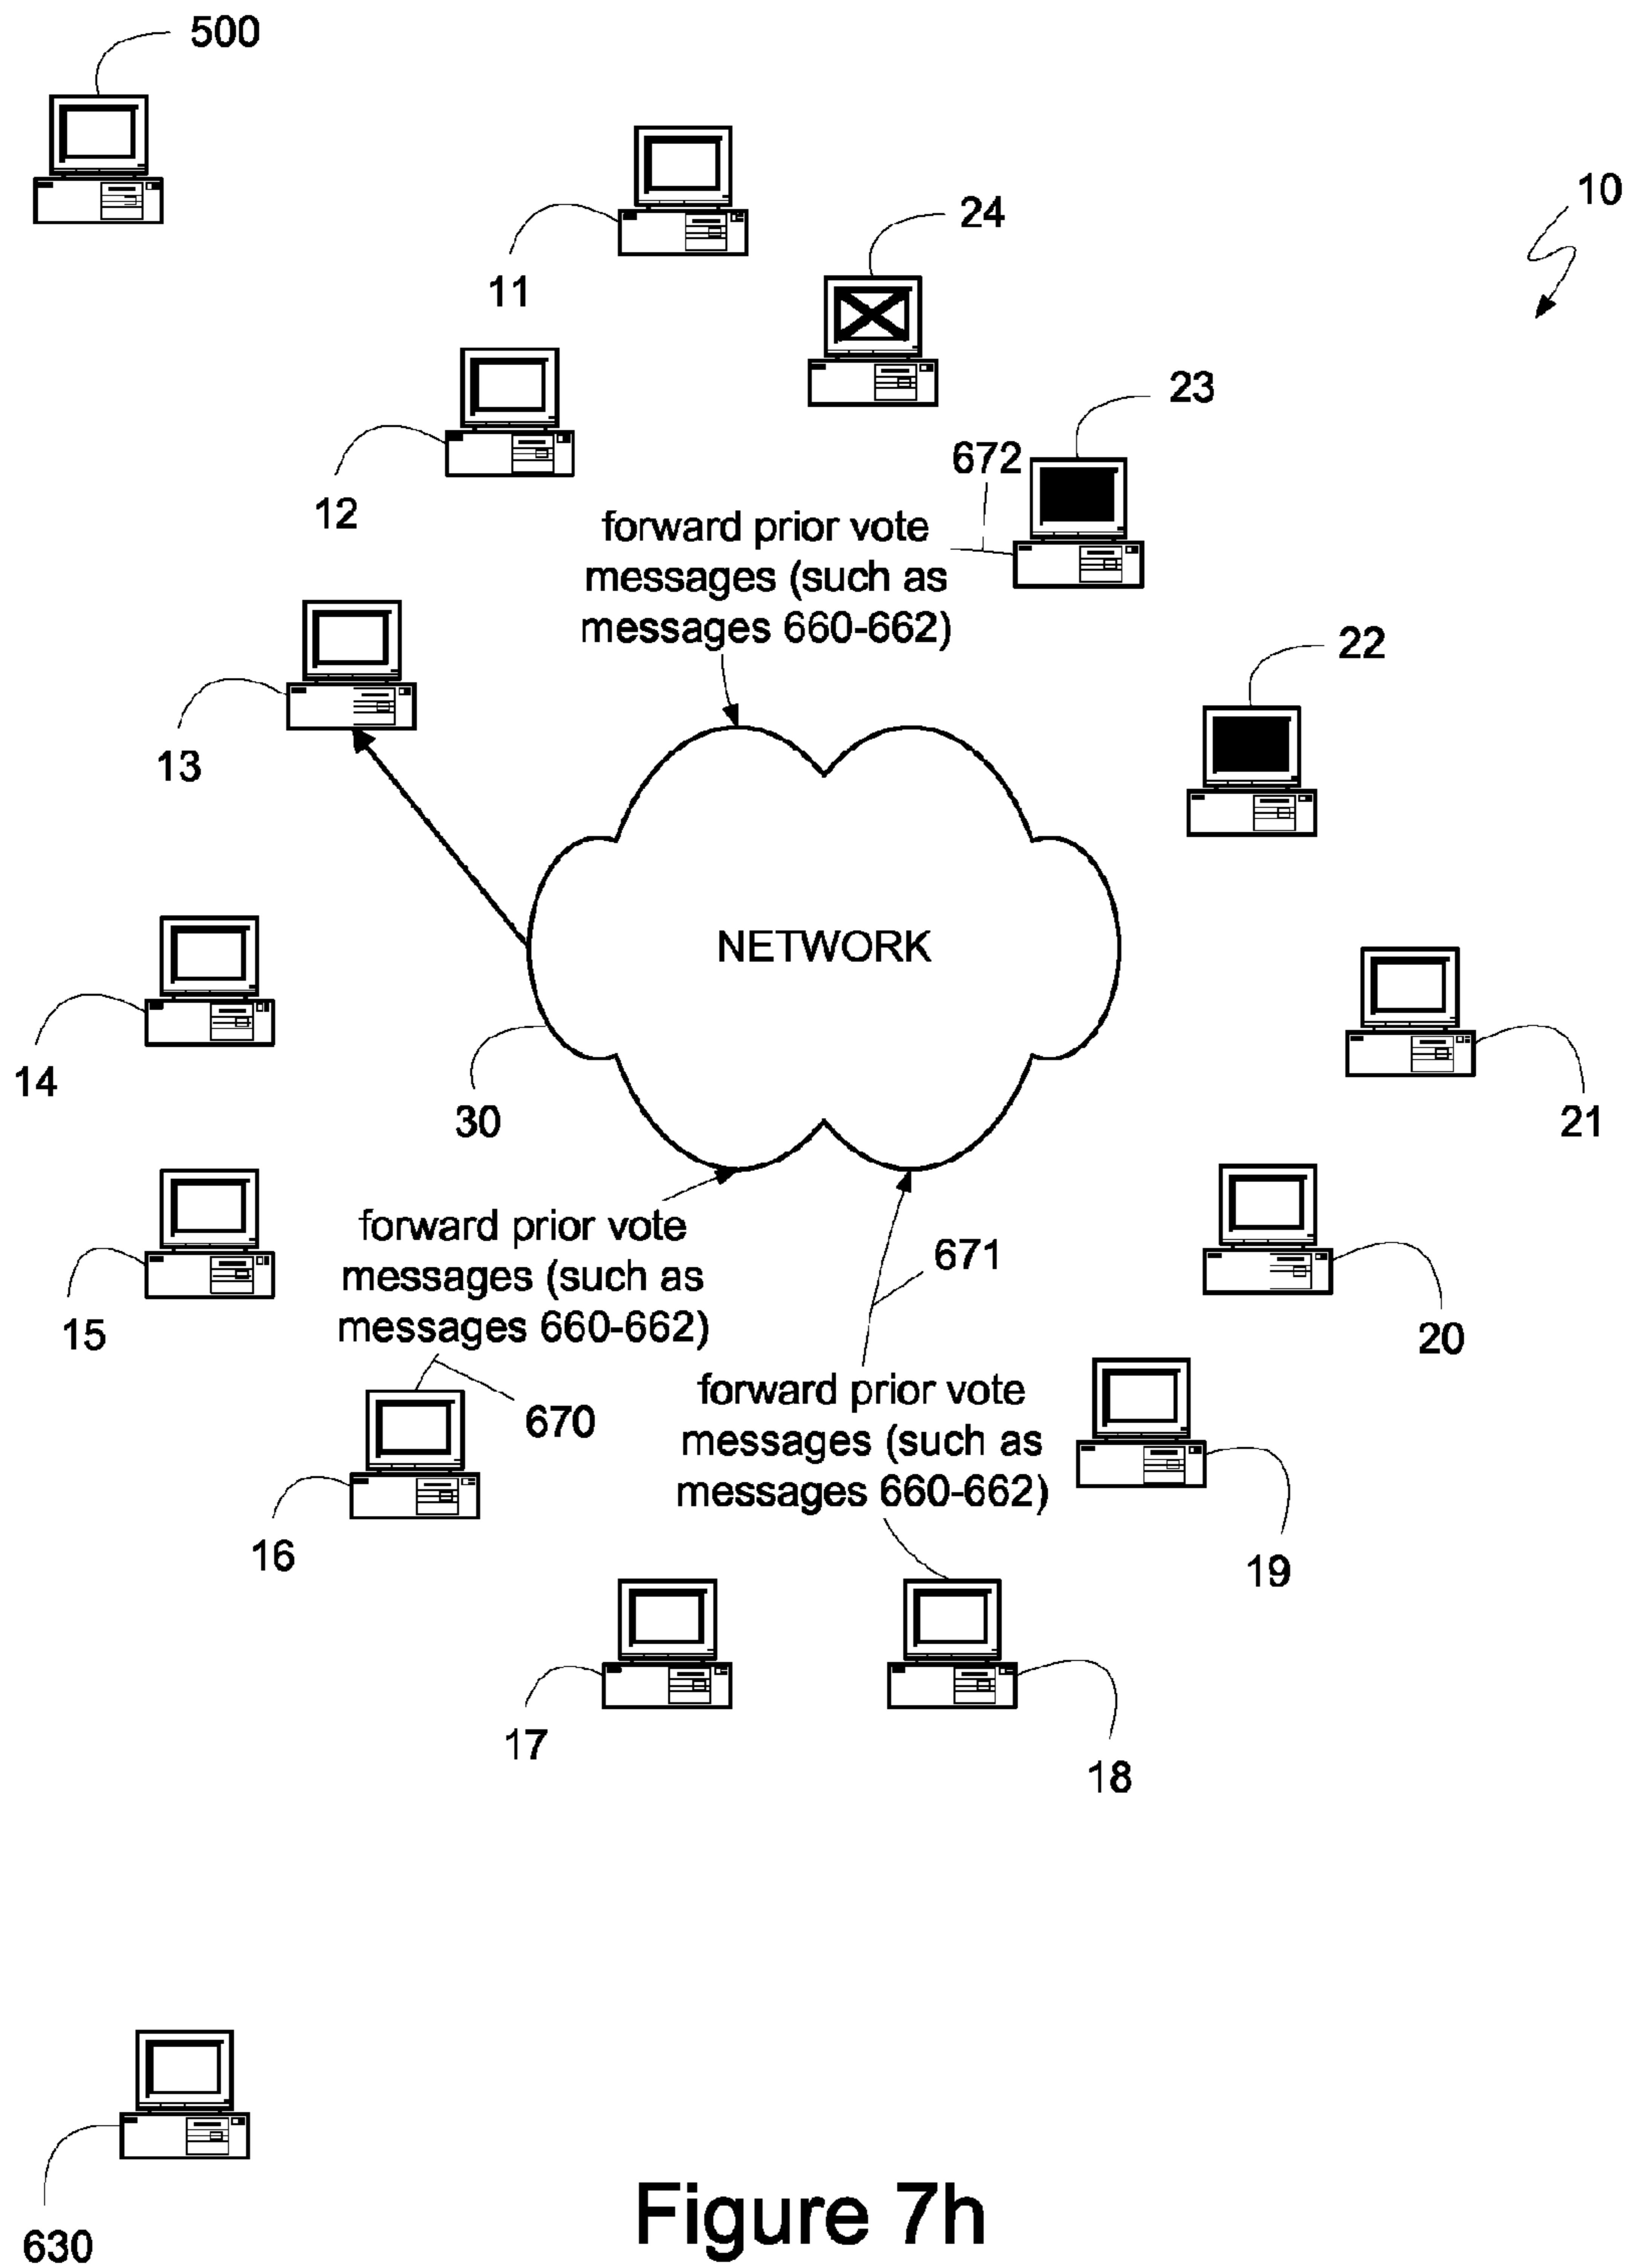 500
11
24
10
12
672
23
forward prior vote
messages (such as
messages 660-662)
22
13
NETWORK
14
30
21
forward prior vote
messages (such as
messages 660-662)
671
15
20
670
forward prior vote
messages (such as
messages 660-662)
16
19
17
18
630
Figure 7h